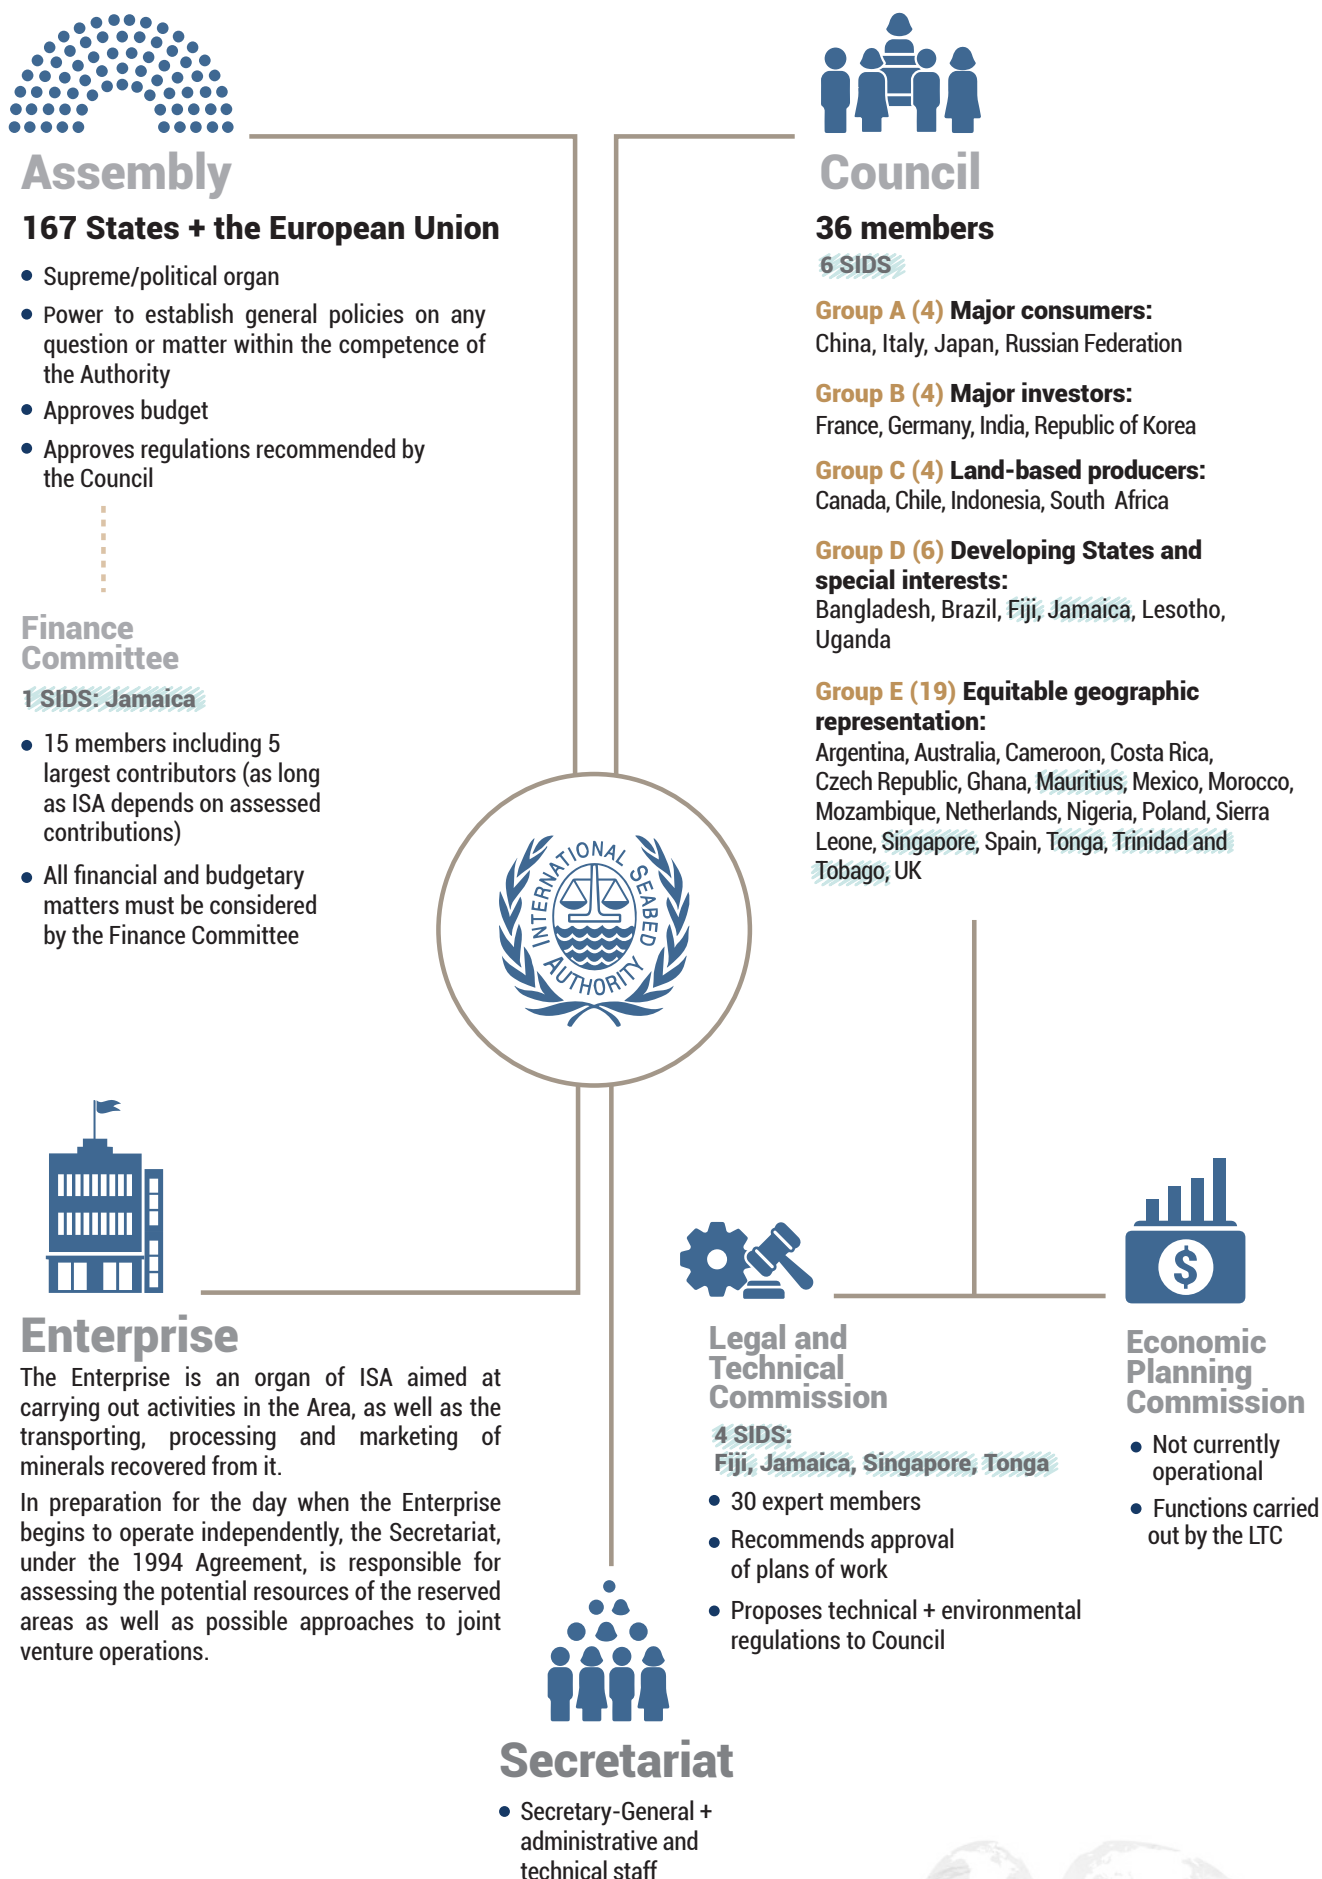 Assembly
167 States + the European Union
Supreme/political organ
Power to establish general policies on any
question or matter within the competence of
the Authority
Approves budget
Approves regulations recommended by
the Council
Finance
Committee
1 SIDS: Jamaica
15 members including 5
largest contributors (as long
as ISA depends on assessed
contributions)
All financial and budgetary
matters must be considered
by the Finance Committee
Council
36 members
6 SIDS
Group A (4) Major consumers:
China, Italy, Japan, Russian Federation
Group B (4) Major investors:
France, Germany, India, Republic of Korea
Group C (4) Land-based producers:
Canada, Chile, Indonesia, South Africa
Group D (6) Developing States and
special interests:
Bangladesh, Brazil, Fiji, Jamaica, Lesotho,
Uganda
Group E (19) Equitable geographic
representation:
Argentina, Australia, Cameroon, Costa Rica,
Czech Republic, Ghana, Mauritius, Mexico, Morocco,
Mozambique, Netherlands, Nigeria, Poland, Sierra
Leone, Singapore, Spain, Tonga, Trinidad and
Tobago, UK
INTERNATIONAL SEABED
AUTHORITY
Enterprise
The Enterprise is an organ of ISA aimed at
carrying out activities in the Area, as well as the
transporting, processing and marketing of
minerals recovered from it.
In preparation for the day when the Enterprise
begins to operate independently, the Secretariat,
under the 1994 Agreement, is responsible for
assessing the potential resources of the reserved
areas as well as possible approaches to joint
venture operations.
Legal and
Technical
Commission
4 SIDS:
Fiji, Jamaica, Singapore, Tonga
30 expert members
Recommends approval
of plans of work
Proposes technical + environmental
regulations to Council
$
Economic
Planning
Commission
Not currently
operational
Functions carried
out by the LTC
Secretariat
Secretary-General +
administrative and
technical staff